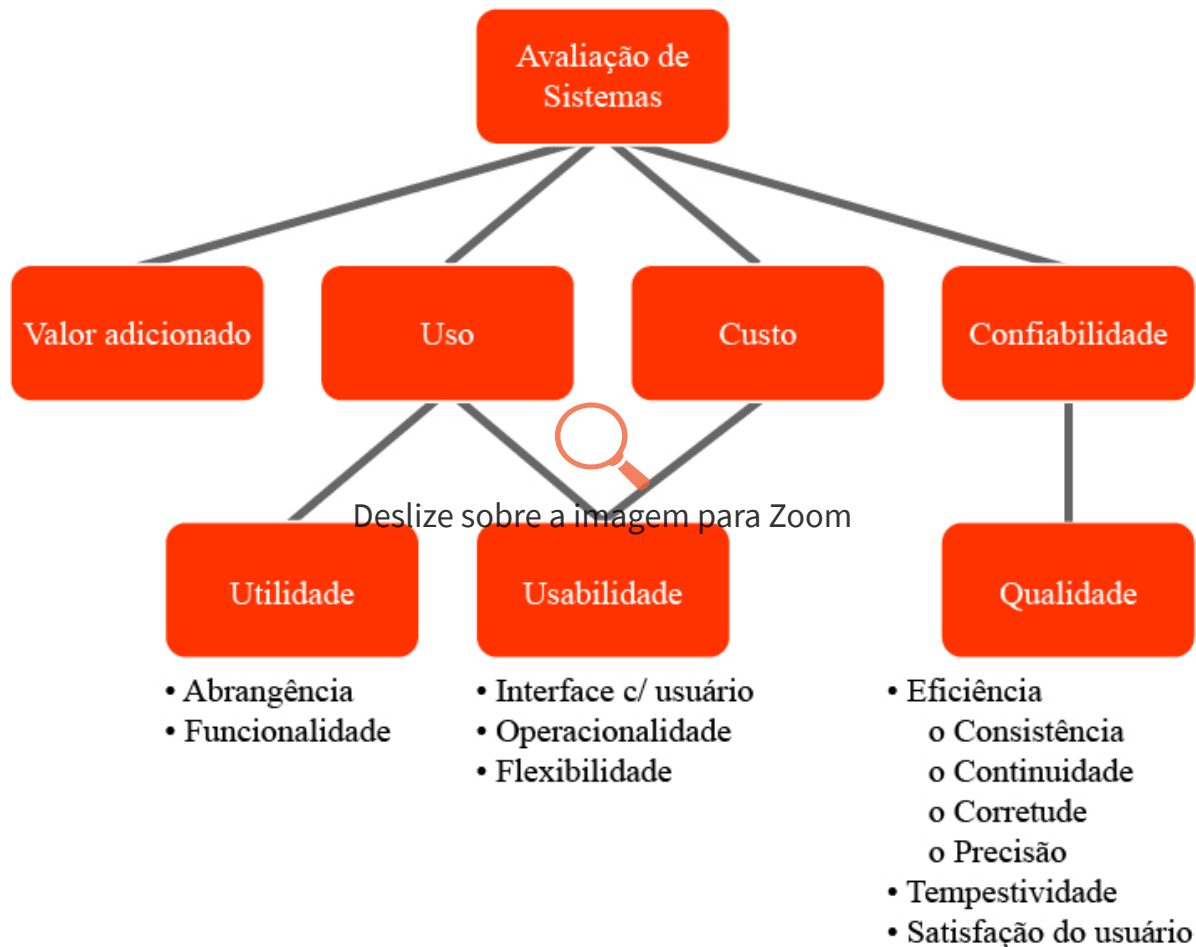 Avaliação de
Sistemas
Valor adicionado
Uso
Custo
Confiabilidade
Deslize sobre a imagem para Zoom
Utilidade
Usabilidade
Qualidade
• Abrangência
• Funcionalidade
• Interface c/ usuário
• Operacionalidade
• Flexibilidade
• Eficiência
o Consistência
o Continuidade
o Corretude
o Precisão
• Tempestividade
• Satisfação do usuário